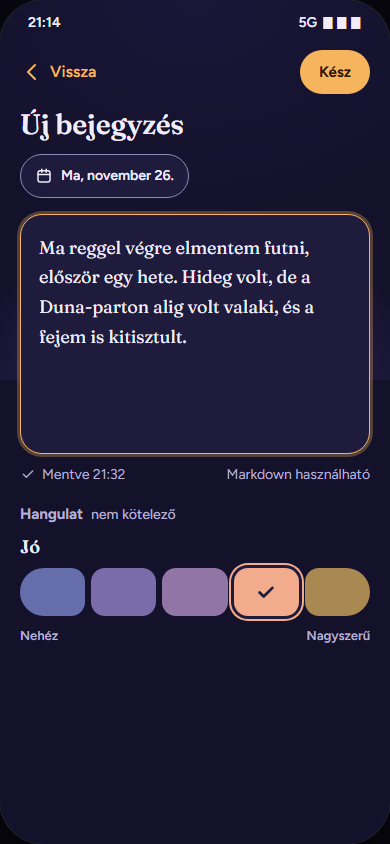 21:14
5G
Vissza
Kész
Új bejegyzés
Ma, november 26.
Ma reggel végre elmentem futni,
először egy hete. Hideg volt, de a
Duna-parton alig volt valaki, és a
fejem is kitisztult.
Mentve 21:32
Markdown használható
Hangulat nem kötelező
Jó
Nehéz
Nagyszerű